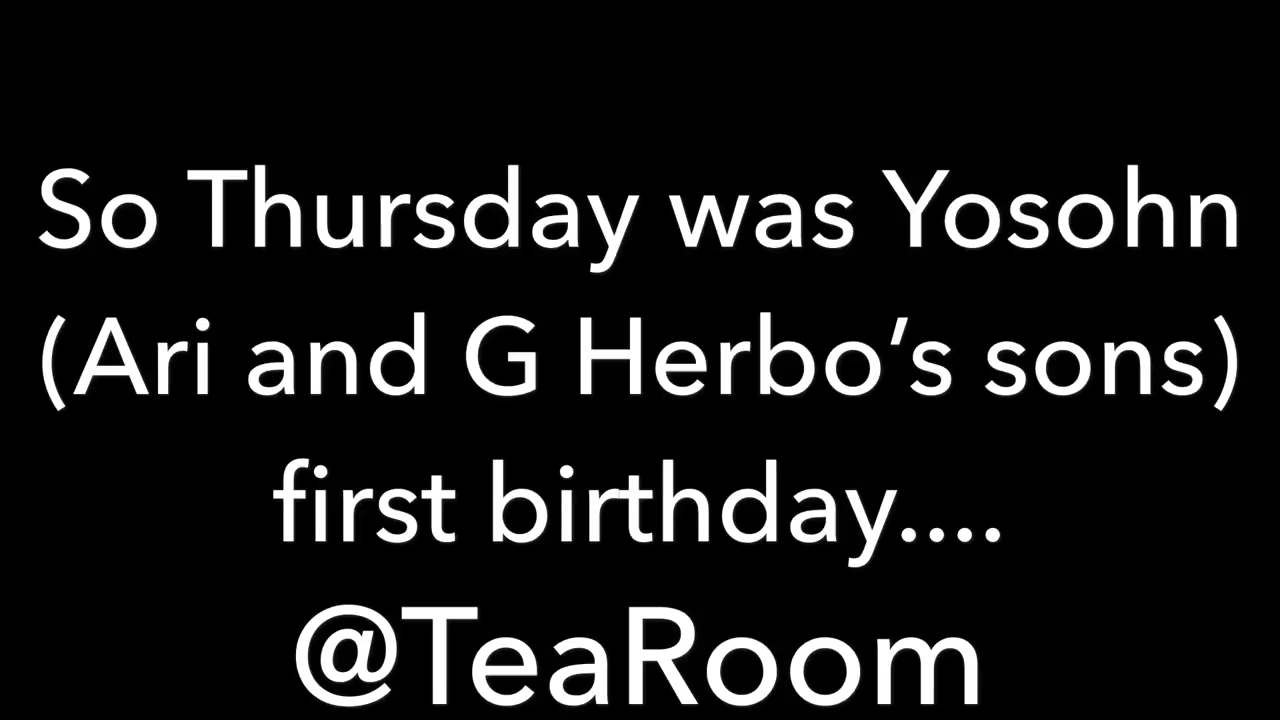 So Thursday was Yosohn
(Ari and G Herbo’s sons)
first birthday....
@TeaRoom